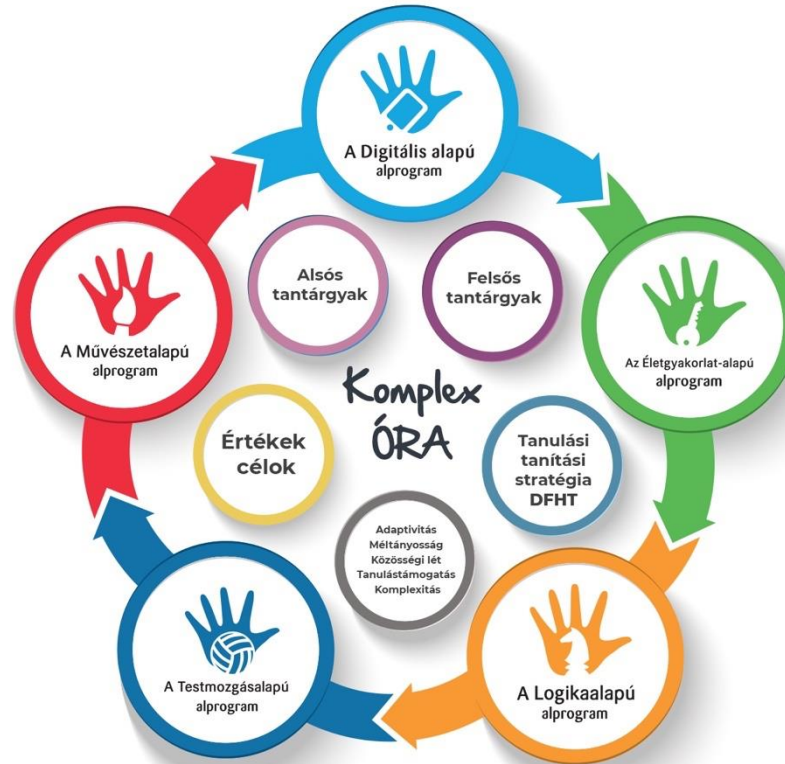 A Digitális alapú
alprogram
Alsós
tantárgyak
Felsős
tantárgyak
A Művészetalapú
alprogram
Az Életgyakorlat-alapú
alprogram
Komplex
ÓRA
Értékek
célok
Tanulási
tanítási
stratégia
DFHT
Adaptivitás
Méltányosság
Közösségi lét
Tanulástámogatás
Komplexitás
A Testmozgásalapú
alprogram
A Logikaalapú
alprogram